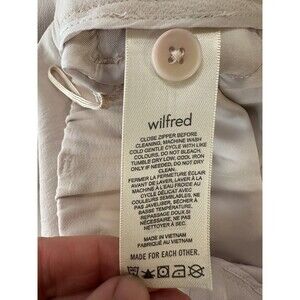 wilfred
CLOSE ZIPPER BEFORE
CLEANING, MACHINE WASH
COLD GENTLE CYCLE WITH LIKE
COLOURS, DO NOT BLEACH,
TUMBLE DRY LOW, COOL IRON
ONLY IF NEEDED, DO NOT DRY
CLEAN.
FERMER LA FERMETURE ÉCLAIR
AVANT DE LAVER, LAVER À LA
MACHINE À L'EAU FROIDE AU
CYCLE DÉLICAT AVEC
COULEURS SEMBLABLES, NE
PAS JAVELISER, SÉCHER À
BASSE TEMPÉRATURE,
REPASSAGE DOUX SI
NÉCESSAIRE, NE PAS
NETTOYER À SEC.
MADE IN VIETNAM
FABRIQUÉ AU VIETNAM
MADE FOR EACH OTHER.